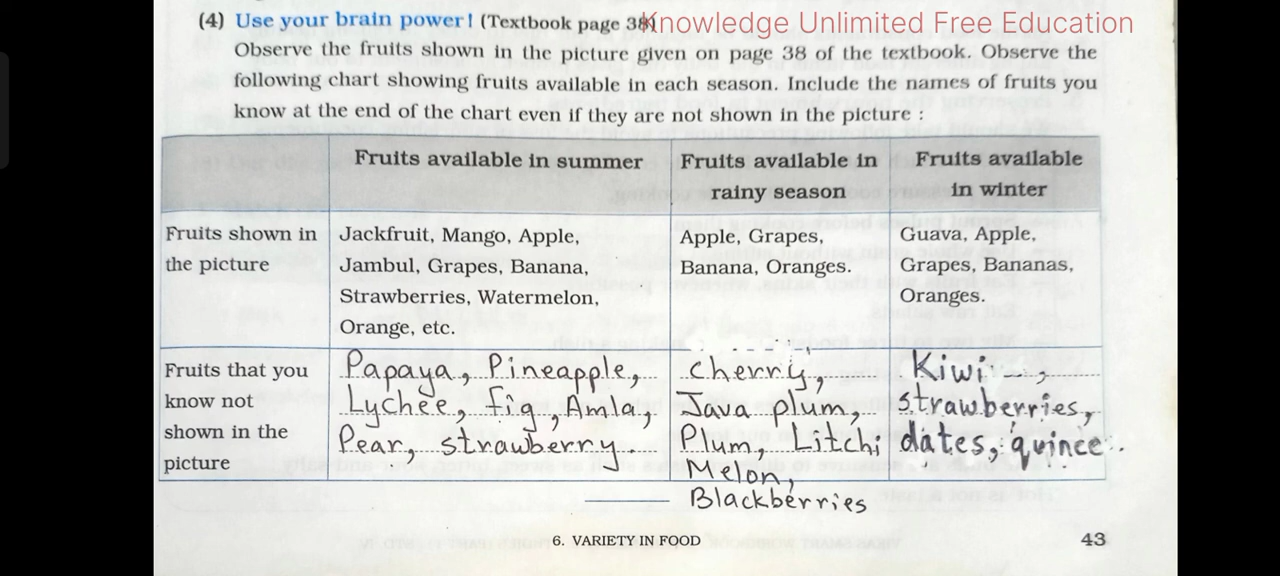 (4) Use your brain power! (Textbook page 38)
Knowledge Unlimited Free Education
Observe the fruits shown in the picture given on page 38 of the textbook. Observe the
following chart showing fruits available in each season. Include the names of fruits you
know at the end of the chart even if they are not shown in the picture :
Fruits available in summer
Fruits available in
rainy season
Fruits available
in winter
Fruits shown in
the picture
Jackfruit, Mango, Apple,
Jambul, Grapes, Banana,
Strawberries, Watermelon,
Orange, etc.
Apple, Grapes,
Banana, Oranges.
Guava, Apple,
Grapes, Bananas,
Oranges.
Fruits that you
know not
shown in the
picture
Papaya, Pineapple,
Lychee, fig, Amla,
Pear, strawberry.
cherry,
Java plum,
Plum, Litchi
Melon,
Blackberries
Kiwi,
strawberries,
dates, quince
6. VARIETY IN FOOD
43